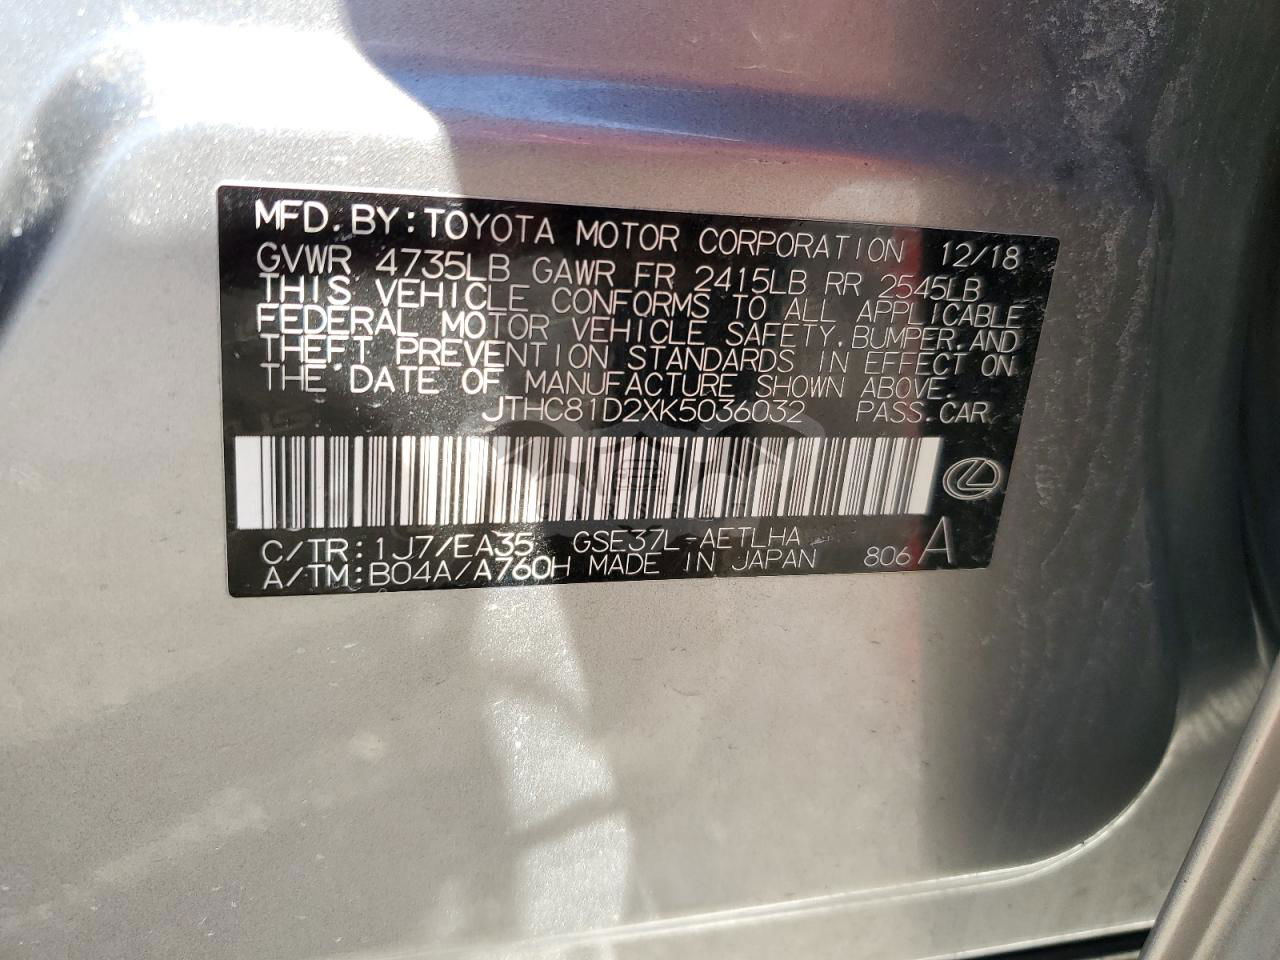 MFD. BY: TOYOTA MOTOR CORPORATION 12/18
GVWR 4735LB GAWR FR 2415LB RR 2545LB
THIS VEHICLE CONFORMS TO ALL APPLICABLE
FEDERAL MOTOR VEHICLE SAFETY, BUMPER, AND
THEFT PREVENTION STANDARDS IN EFFECT ON
THE DATE OF MANUFACTURE SHOWN ABOVE.
JTHC81D2XK5036032 PASS. CAR
C/TR: 1J7/EA35 GSE37L-AETLHA
A/TM: B04A/A760H MADE IN JAPAN 806 A